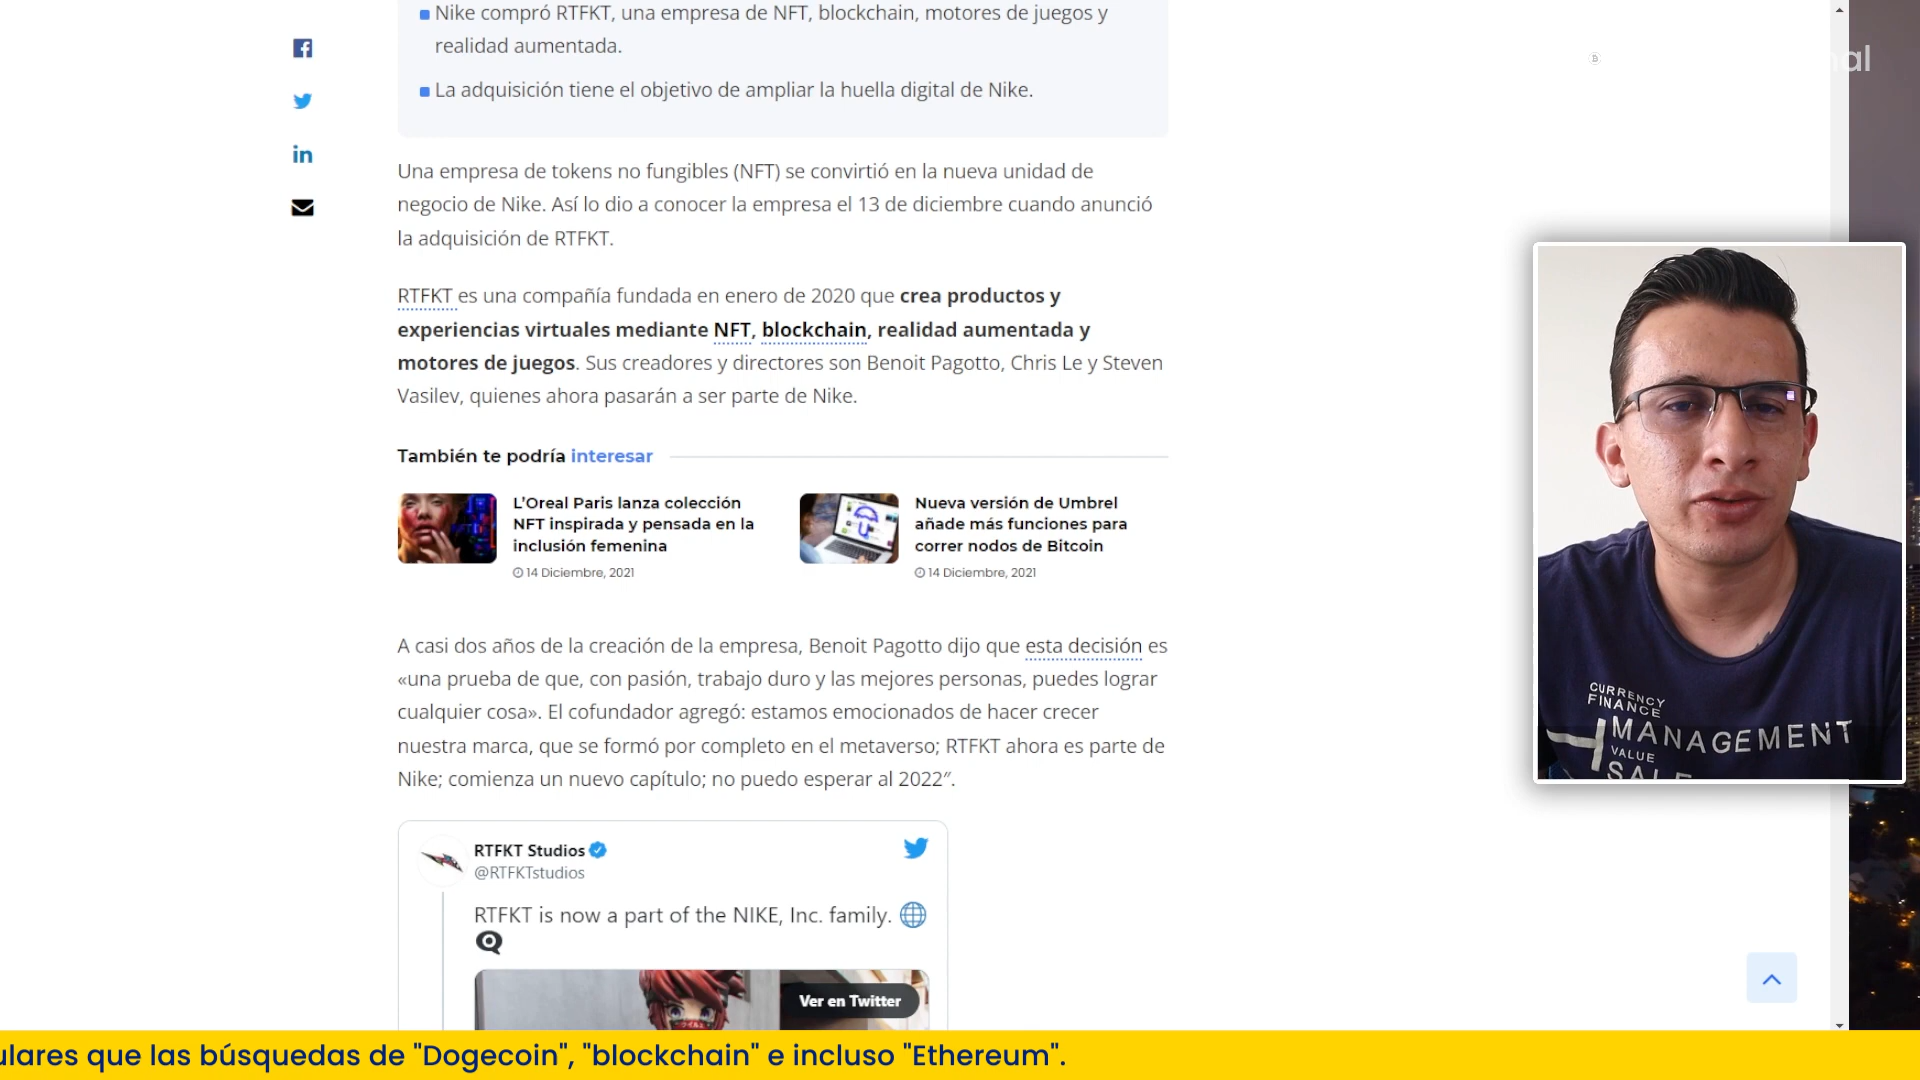 Nike compró RTFKT, una empresa de NFT, blockchain, motores de juegos y
realidad aumentada.
La adquisición tiene el objetivo de ampliar la huella digital de Nike.
Una empresa de tokens no fungibles (NFT) se convirtió en la nueva unidad de
negocio de Nike. Así lo dio a conocer la empresa el 13 de diciembre cuando anunció
la adquisición de RTFKT.
RTFKT es una compañía fundada en enero de 2020 que crea productos y
experiencias virtuales mediante NFT, blockchain, realidad aumentada y
motores de juegos. Sus creadores y directores son Benoit Pagotto, Chris Le y Steven
Vasilev, quienes ahora pasarán a ser parte de Nike.
También te podría interesar
L’Oreal Paris lanza colección
NFT inspirada y pensada en la
inclusión femenina
14 Diciembre, 2021
Nueva versión de Umbrel
añade más funciones para
correr nodos de Bitcoin
14 Diciembre, 2021
A casi dos años de la creación de la empresa, Benoit Pagotto dijo que esta decisión es
«una prueba de que, con pasión, trabajo duro y las mejores personas, puedes lograr
cualquier cosa». El cofundador agregó: estamos emocionados de hacer crecer
nuestra marca, que se formó por completo en el metaverso; RTFKT ahora es parte de
Nike; comienza un nuevo capítulo; no puedo esperar al 2022″.
RTFKT Studios
@RTFKTstudios
RTFKT is now a part of the NIKE, Inc. family.
Ver en Twitter
CURRENCY
FINANCE
MANAGEMENT
VALUE
ulares que las búsquedas de "Dogecoin", "blockchain" e incluso "Ethereum".